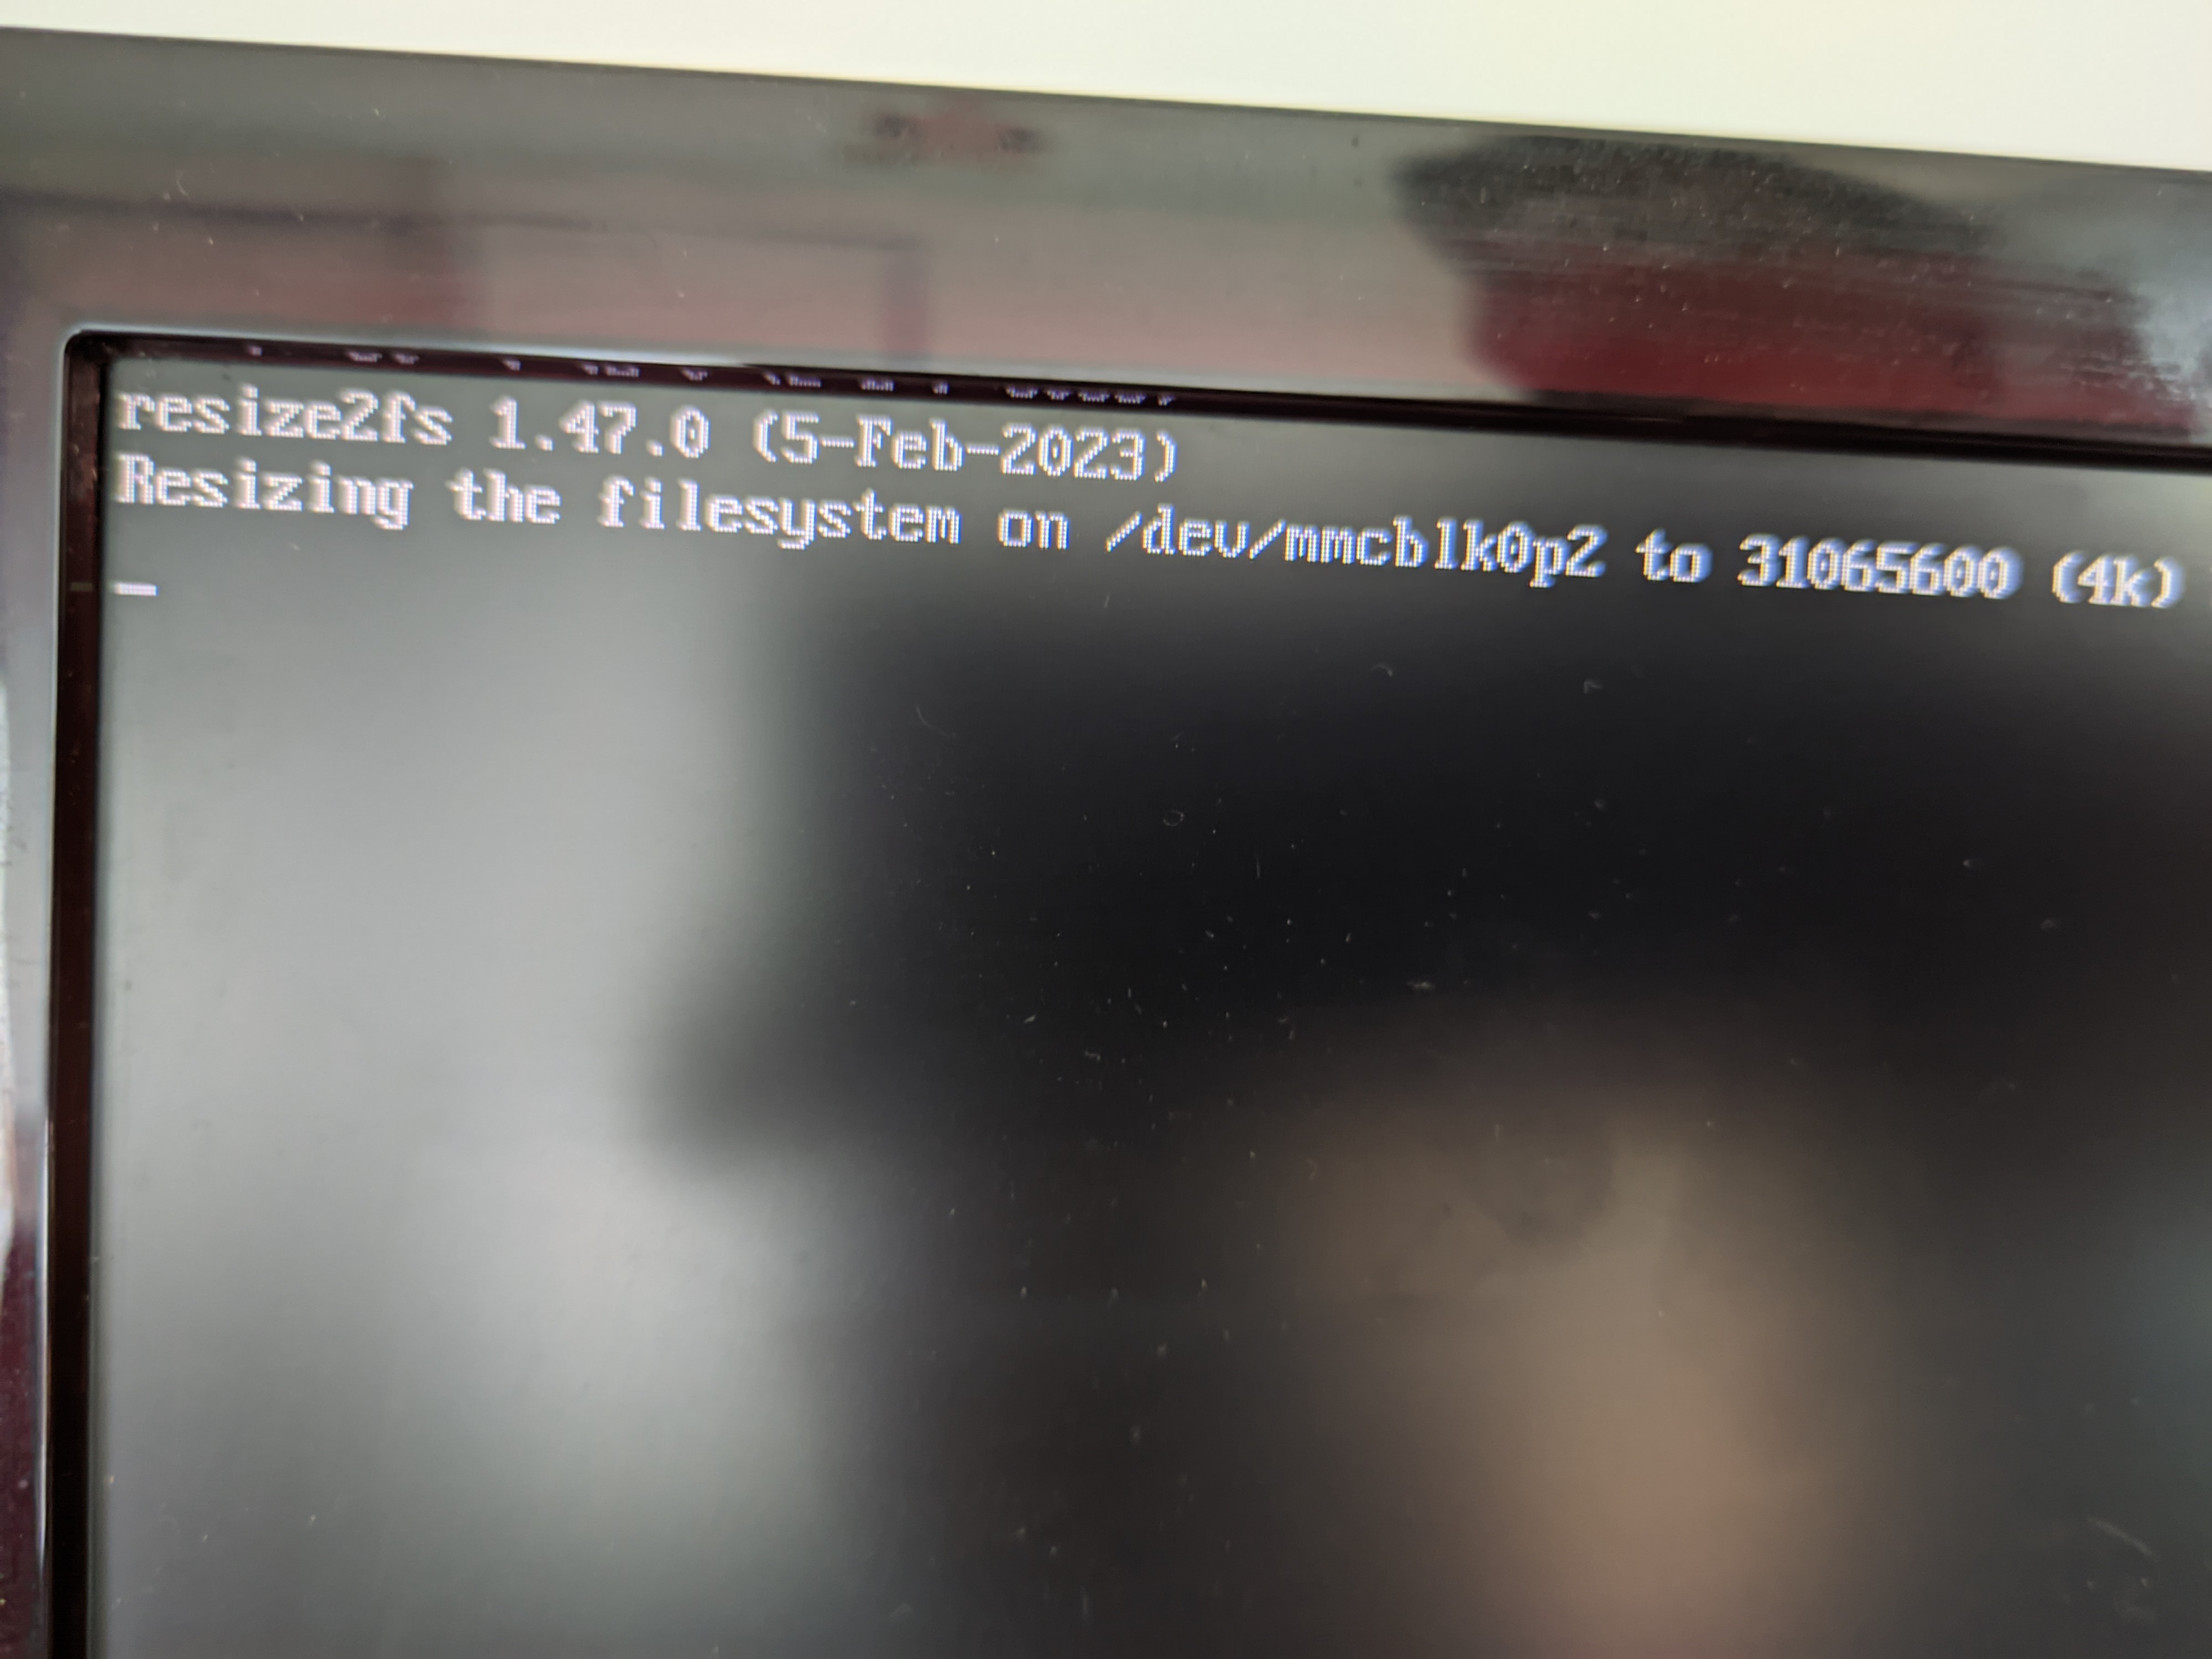 resize2fs 1.47.0 (5-Feb-2023)
Resizing the filesystem on /dev/mmcblk0p2 to 31065600 (4k)